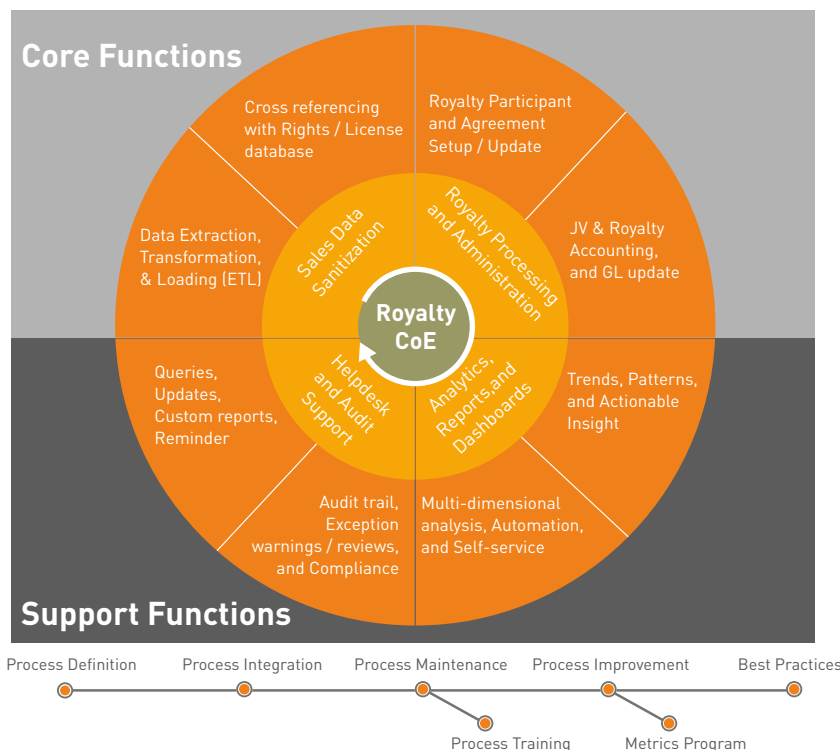 Core Functions
Cross referencing
with Rights / License
database
Royalty Participant
and Agreement
Setup / Update
Data Extraction,
Transformation,
& Loading (ETL)
Sales Data
Sanitization
Royalty Processing
and Administration
JV & Royalty
Accounting,
and GL update
Royalty
CoE
Queries,
Updates,
Custom reports,
Reminder
Helpdesk
and Audit
Support
Analytics,
Reports,and
Dashboards
Trends, Patterns,
and Actionable
Insight
Audit trail,
Exception
warnings / reviews,
and Compliance
Multi-dimensional
analysis, Automation,
and Self-service
Support Functions
Process Definition
Process Integration
Process Maintenance
Process Improvement
Best Practices
Process Training
Metrics Program